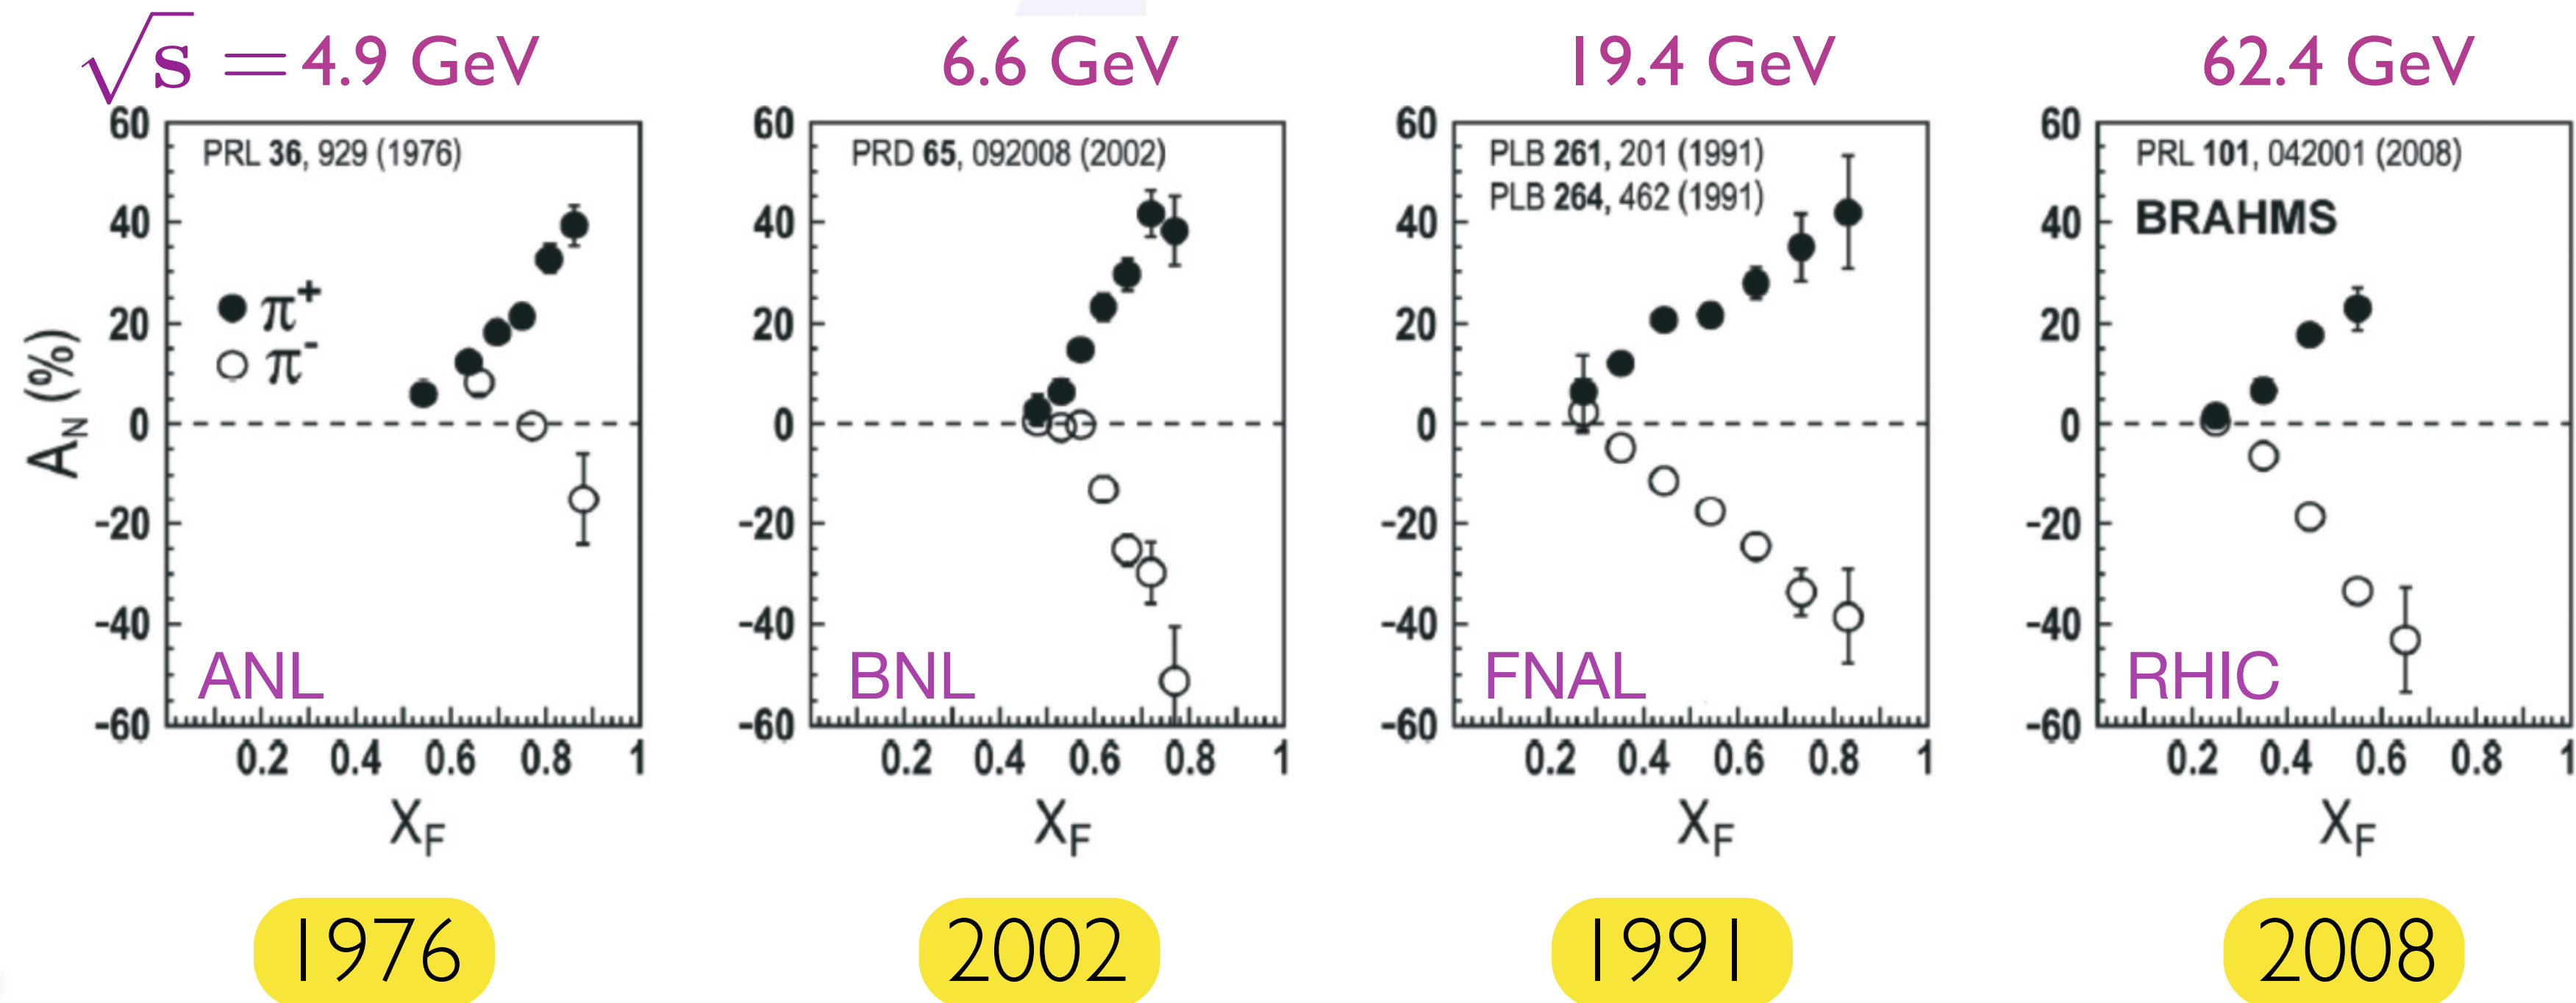 √s = 4.9 GeV
6.6 GeV
19.4 GeV
62.4 GeV
A_N (%)
60
40
20
0
-20
-40
-60
PRL 36, 929 (1976)
π⁺
π⁻
ANL
0.2 0.4 0.6 0.8 1
X_F
60
40
20
0
-20
-40
-60
PRD 65, 092008 (2002)
BNL
0.2 0.4 0.6 0.8 1
X_F
60
40
20
0
-20
-40
-60
PLB 261, 201 (1991)
PLB 264, 462 (1991)
FNAL
0.2 0.4 0.6 0.8 1
X_F
60
40
20
0
-20
-40
-60
PRL 101, 042001 (2008)
BRAHMS
RHIC
0.2 0.4 0.6 0.8 1
X_F
1976
2002
1991
2008